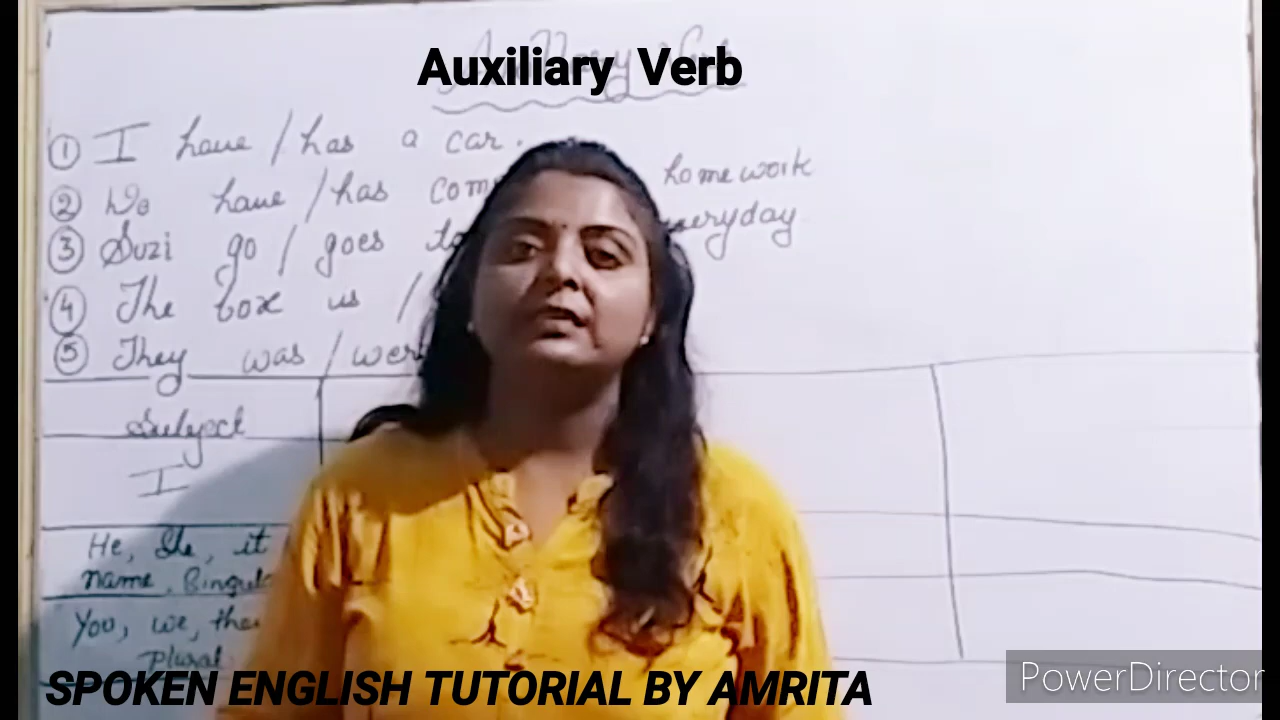 Auxiliary Verb
① I have / has a car.
② We have / has com homework
③ Suzi go / goes to everyday
④ The box is /
⑤ They was / wer
Subject
I
He, She, it
name, Singula
You, we, the
plural
SPOKEN ENGLISH TUTORIAL BY AMRITA
PowerDirector